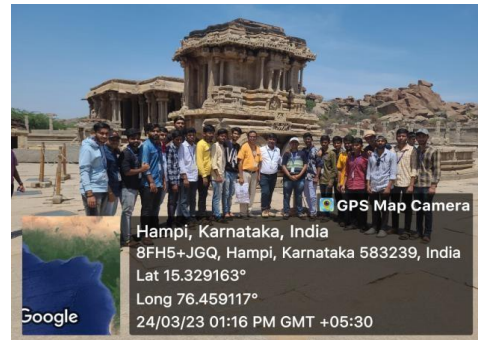 GPS Map Camera
Hampi, Karnataka, India
8FH5+JGQ, Hampi, Karnataka 583239, India
Lat 15.329163°
Long 76.459117°
24/03/23 01:16 PM GMT +05:30
Google